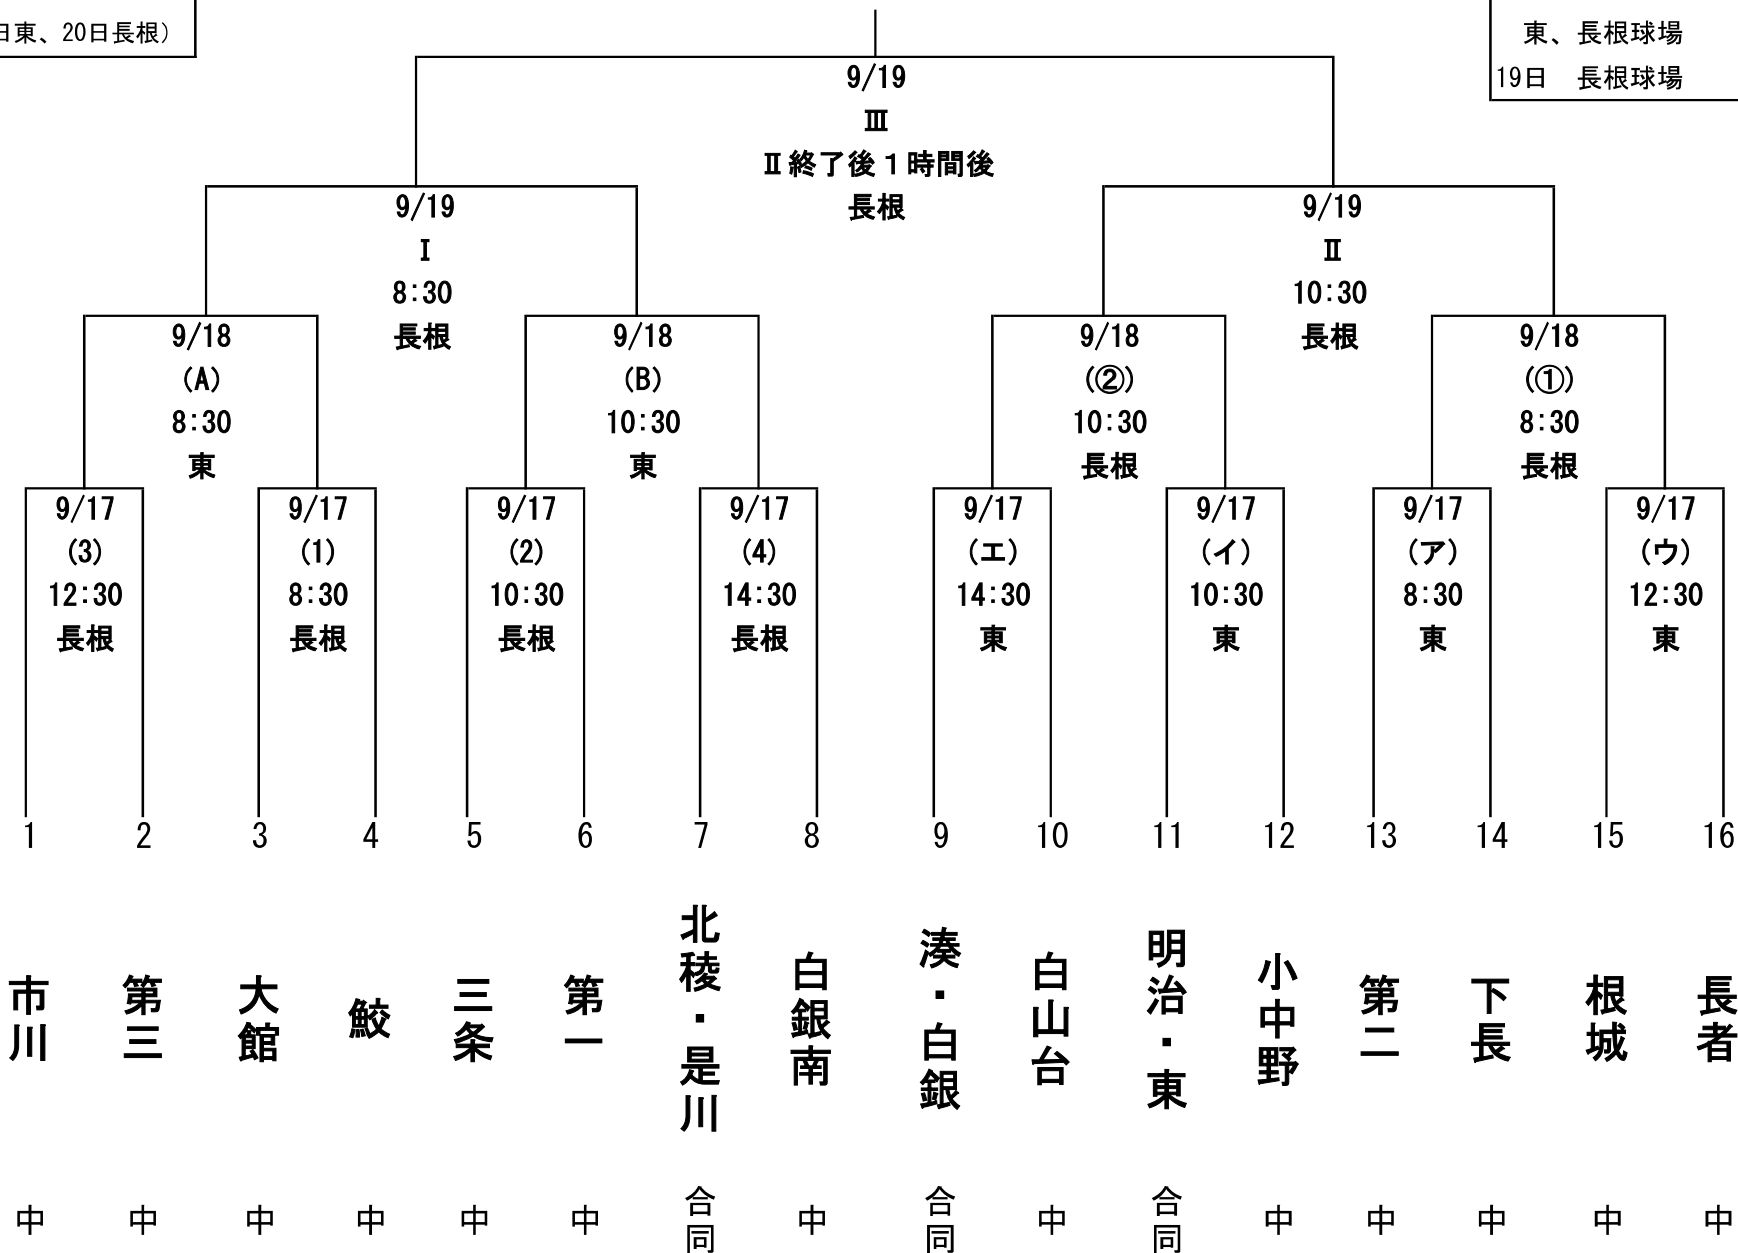 日東、20日長根）
東、長根球場
19日　長根球場
9/19
Ⅲ
Ⅱ終了後１時間後
長根
9/19
Ⅰ
8:30
長根
9/19
Ⅱ
10:30
長根
9/18
(A)
8:30
東
9/18
(B)
10:30
東
9/18
(②)
10:30
長根
9/18
(①)
8:30
長根
9/17
(3)
12:30
長根
9/17
(1)
8:30
長根
9/17
(2)
10:30
長根
9/17
(4)
14:30
長根
9/17
(エ)
14:30
東
9/17
(イ)
10:30
東
9/17
(ア)
8:30
東
9/17
(ウ)
12:30
東
1 2 3 4 5 6 7 8 9 10 11 12 13 14 15 16
市川
中
第三
中
大館
中
鮫
中
三条
中
第一
中
北稜・是川
合同
白銀南
中
湊・白銀
合同
白山台
中
明治・東
合同
小中野
中
第二
中
下長
中
根城
中
長者
中